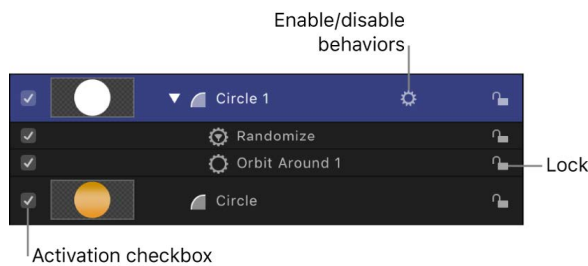 Enable/disable
behaviors
Circle 1
Randomize
Orbit Around 1
Lock
Circle
Activation checkbox